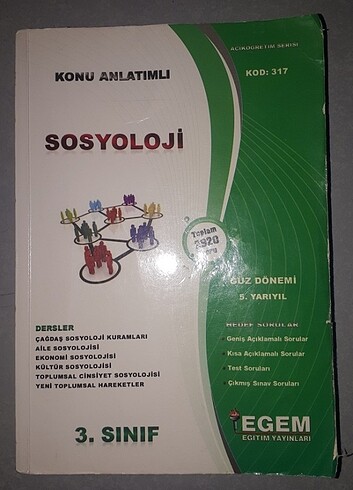 AÇIKÖĞRETİM SERİSİ
KONU ANLATIMLI
KOD: 317
SOSYOLOJİ
Toplam
2920
GÜZ DÖNEMİ
5. YARIYIL
DERSLER
ÇAĞDAŞ SOSYOLOJİ KURAMLARI
AİLE SOSYOLOJİSİ
EKONOMİ SOSYOLOJİSİ
KÜLTÜR SOSYOLOJİSİ
TOPLUMSAL CİNSİYET SOSYOLOJİSİ
YENİ TOPLUMSAL HAREKETLER
HEDEF SORULAR
Geniş Açıklamalı Sorular
Kısa Açıklamalı Sorular
Test Soruları
Çıkmış Sınav Soruları
3. SINIF
EGEM
EĞİTİM YAYINLARI